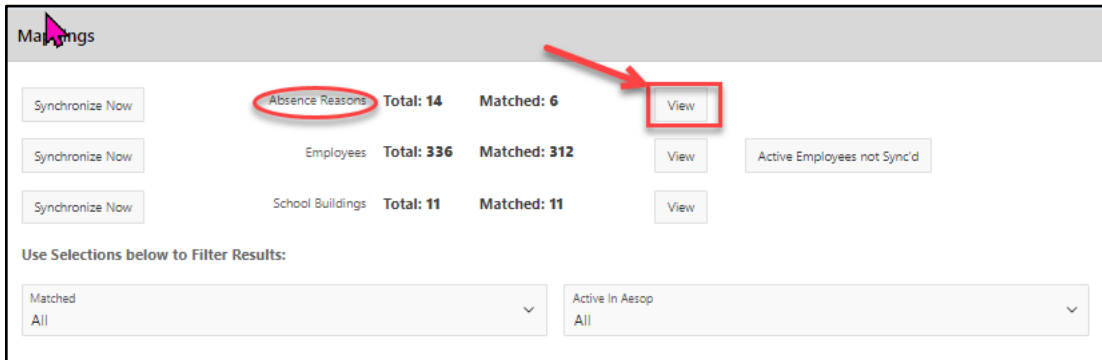 Mappings
Synchronize Now Absence Reasons Total: 14 Matched: 6 View
Synchronize Now Employees Total: 336 Matched: 312 View Active Employees not Sync'd
Synchronize Now School Buildings Total: 11 Matched: 11 View
Use Selections below to Filter Results:
Matched Active In Aesop
All All